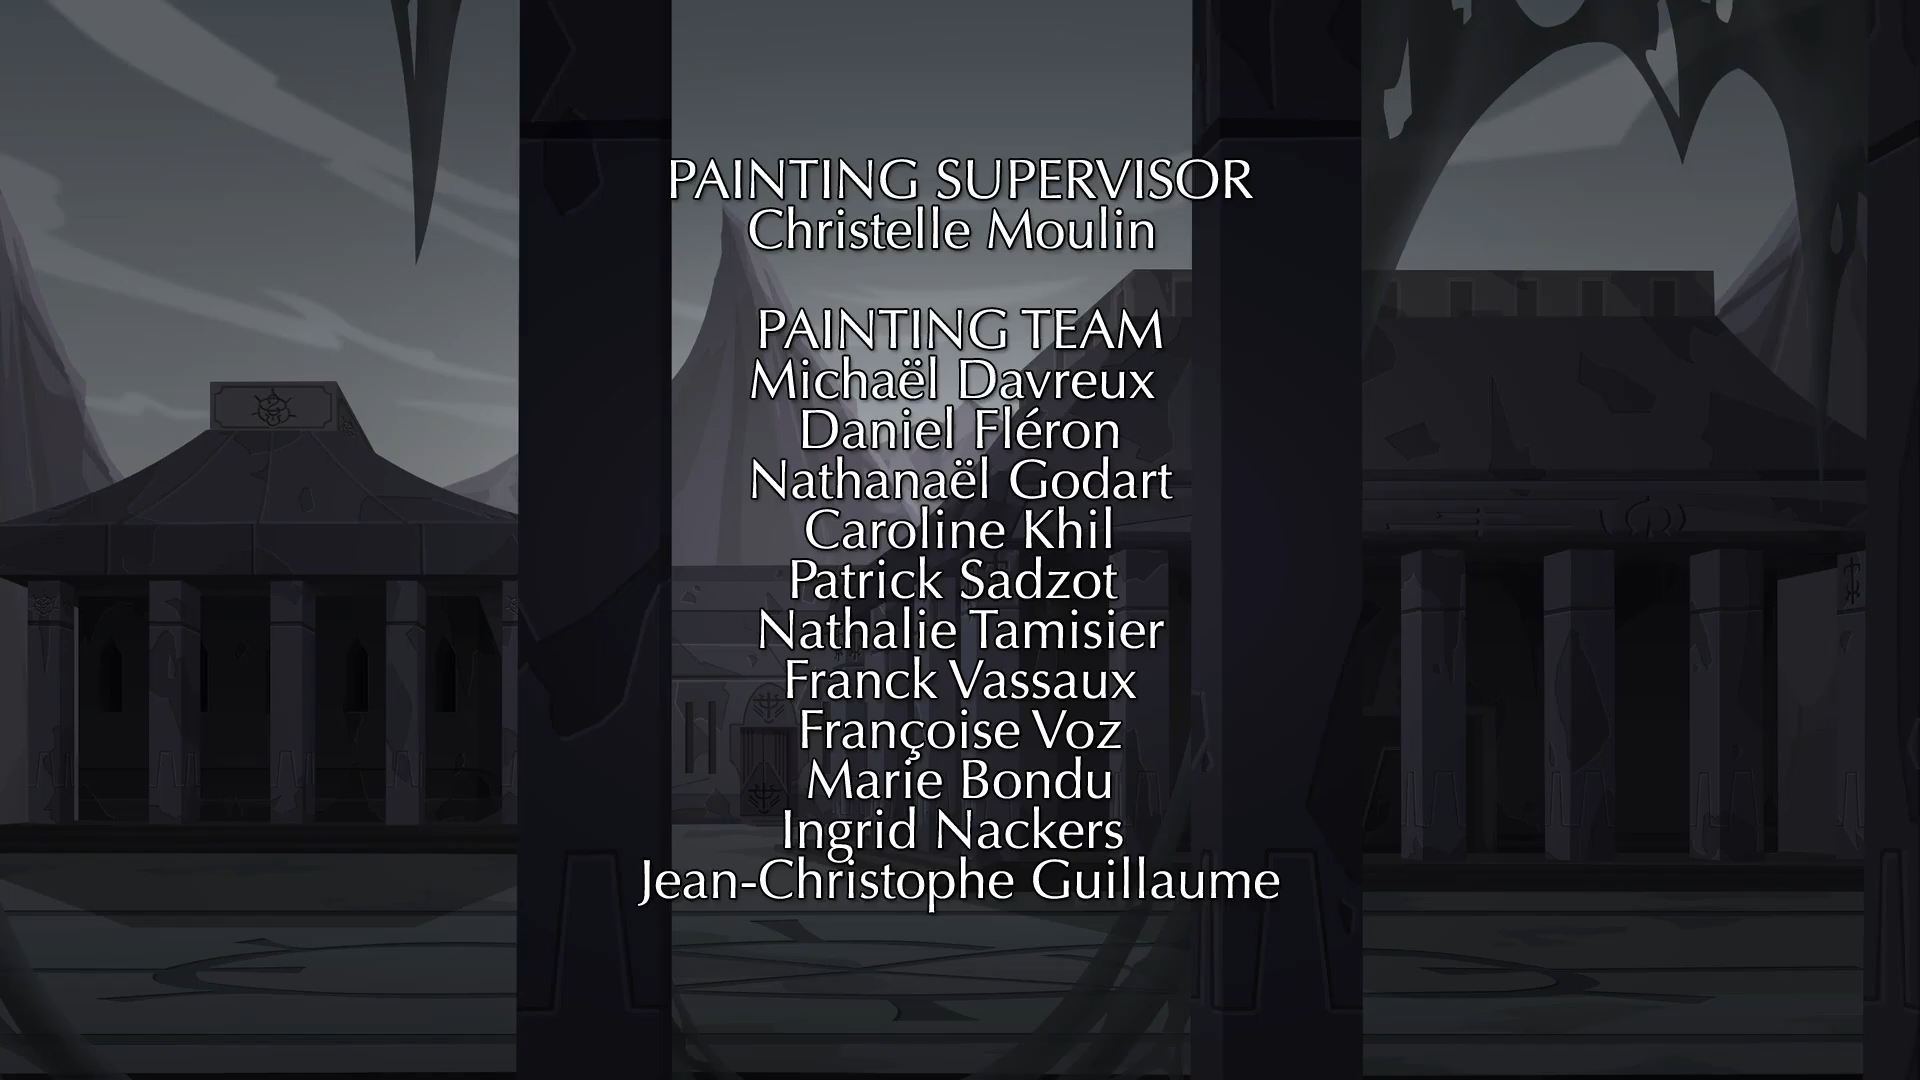 PAINTING SUPERVISOR
Christelle Moulin
PAINTING TEAM
Michaël Davreux
Daniel Fléron
Nathanaël Godart
Caroline Khil
Patrick Sadzot
Nathalie Tamisier
Franck Vassaux
Françoise Voz
Marie Bondu
Ingrid Nackers
Jean-Christophe Guillaume